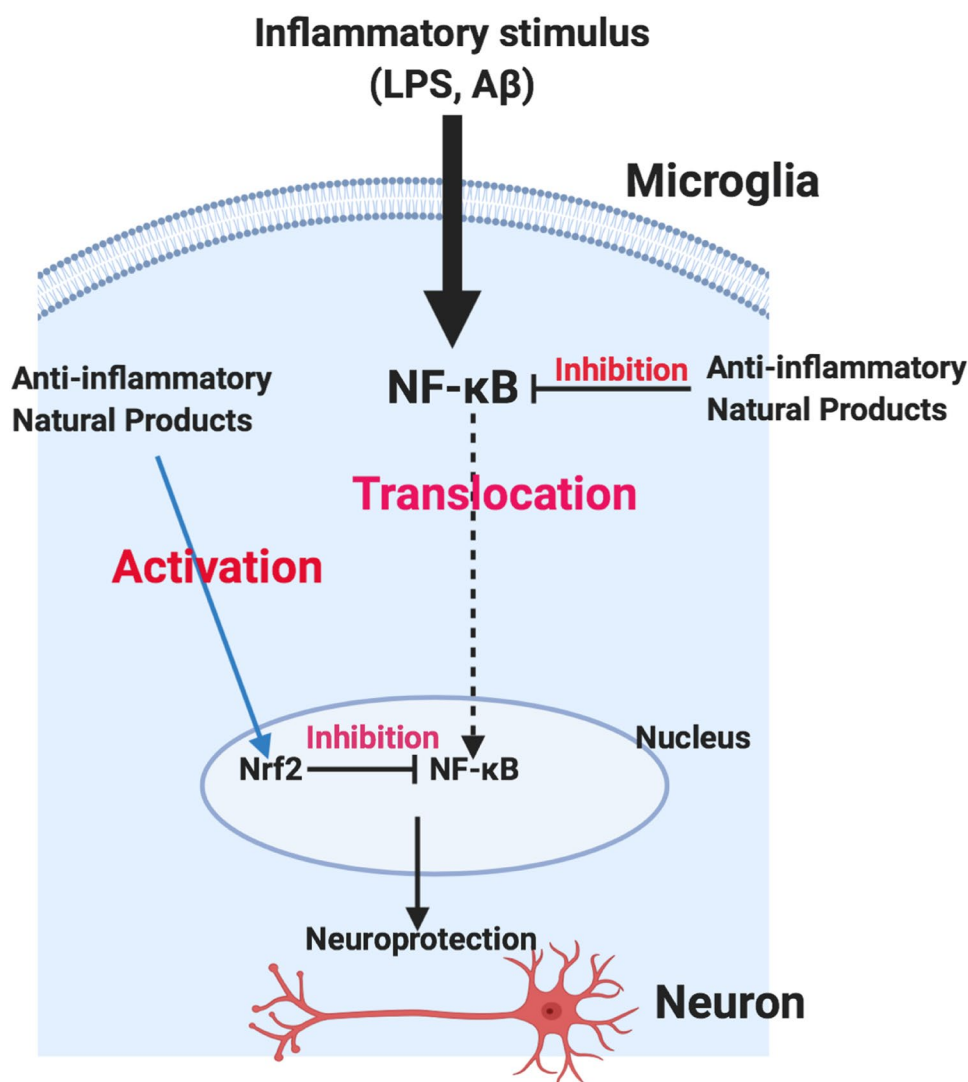 Inflammatory stimulus
(LPS, Aβ)
Microglia
Anti-inflammatory
Natural Products
NF-κB
Inhibition
Anti-inflammatory
Natural Products
Translocation
Activation
Inhibition
Nucleus
Nrf2
NF-κB
Neuroprotection
Neuron